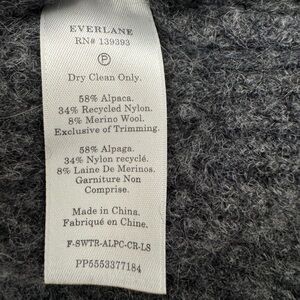 EVERLANE
RN# 139393
P
Dry Clean Only.
58% Alpaca.
34% Recycled Nylon.
8% Merino Wool.
Exclusive of Trimming.
58% Alpaga.
34% Nylon recyclé.
8% Laine De Merinos.
Garniture Non
Comprise.
Made in China.
Fabriqué en Chine.
F-SWTR-ALPC-CR-LS
PP5553377184